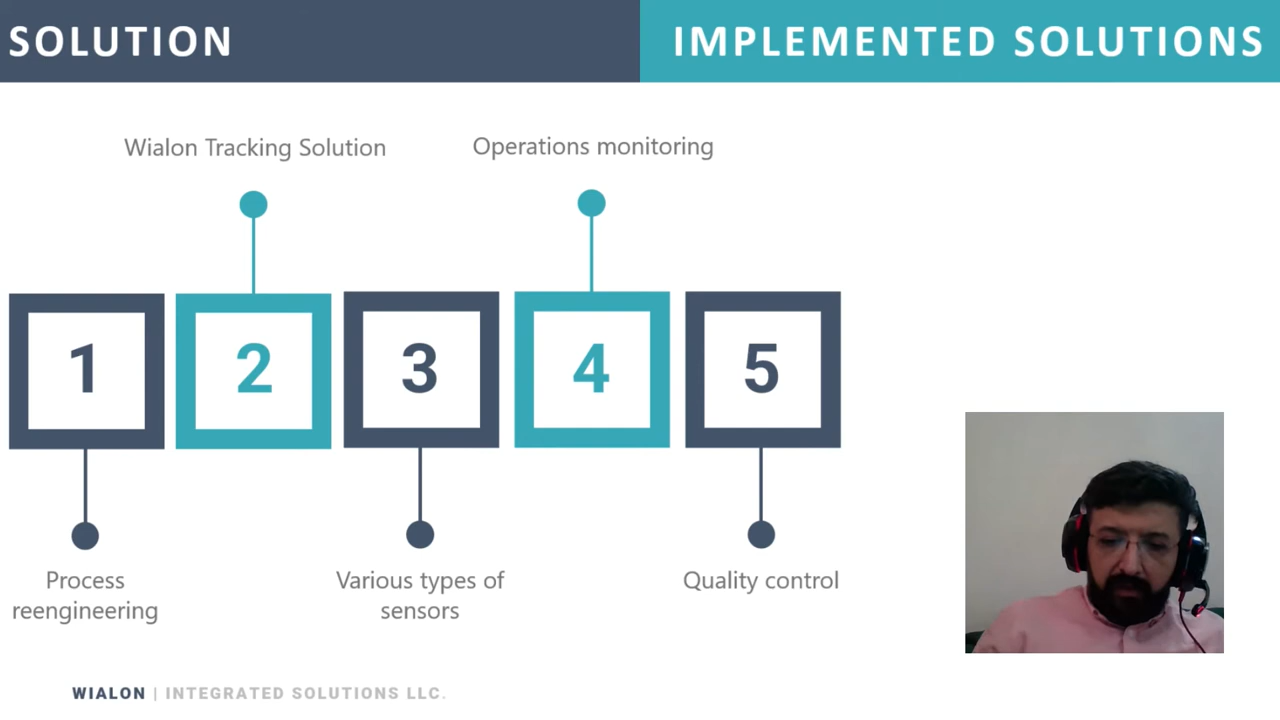 SOLUTION
IMPLEMENTED SOLUTIONS
Wialon Tracking Solution
Operations monitoring
1
2
3
4
5
Process
reengineering
Various types of
sensors
Quality control
WIALON | INTEGRATED SOLUTIONS LLC.